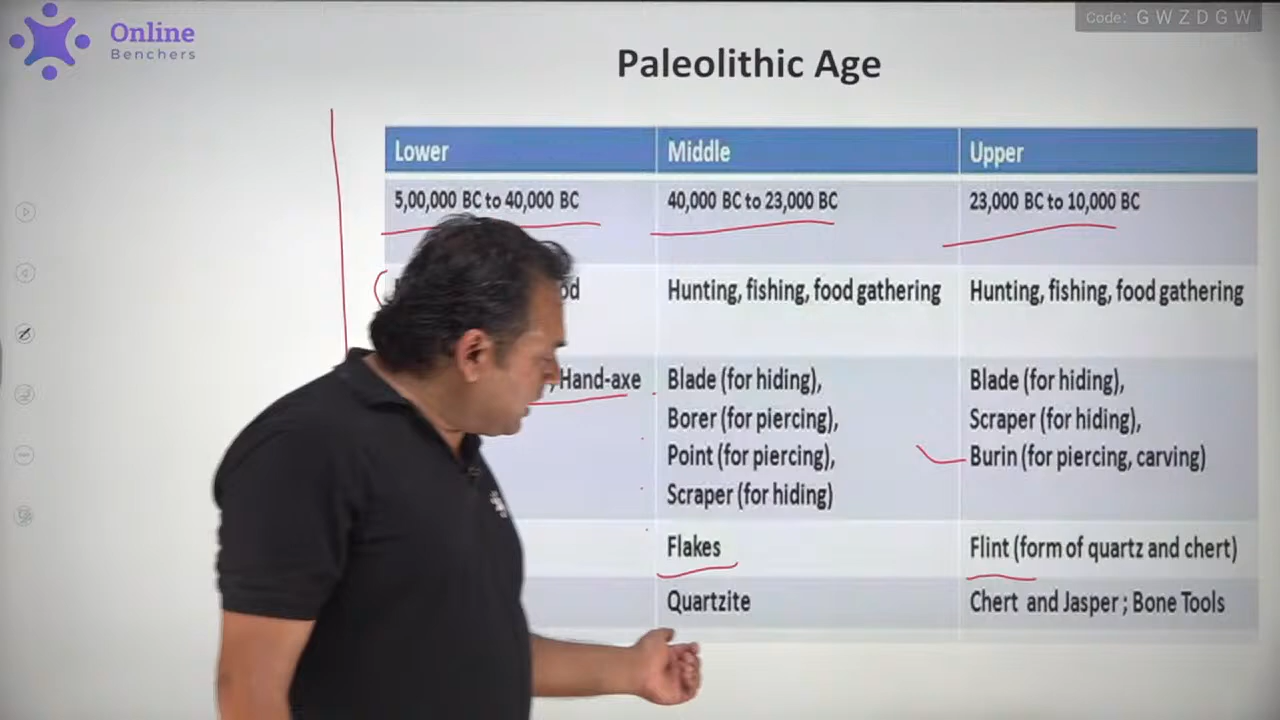 Online
Benchers
Code: G W Z D G W
Paleolithic Age
Lower
Middle
Upper
5,00,000 BC to 40,000 BC
40,000 BC to 23,000 BC
23,000 BC to 10,000 BC
Hunting, fishing, food gathering
Hunting, fishing, food gathering
, Hand-axe
Blade (for hiding),
Borer (for piercing),
Point (for piercing),
Scraper (for hiding)
Blade (for hiding),
Scraper (for hiding),
Burin (for piercing, carving)
Flakes
Flint (form of quartz and chert)
Quartzite
Chert and Jasper ; Bone Tools